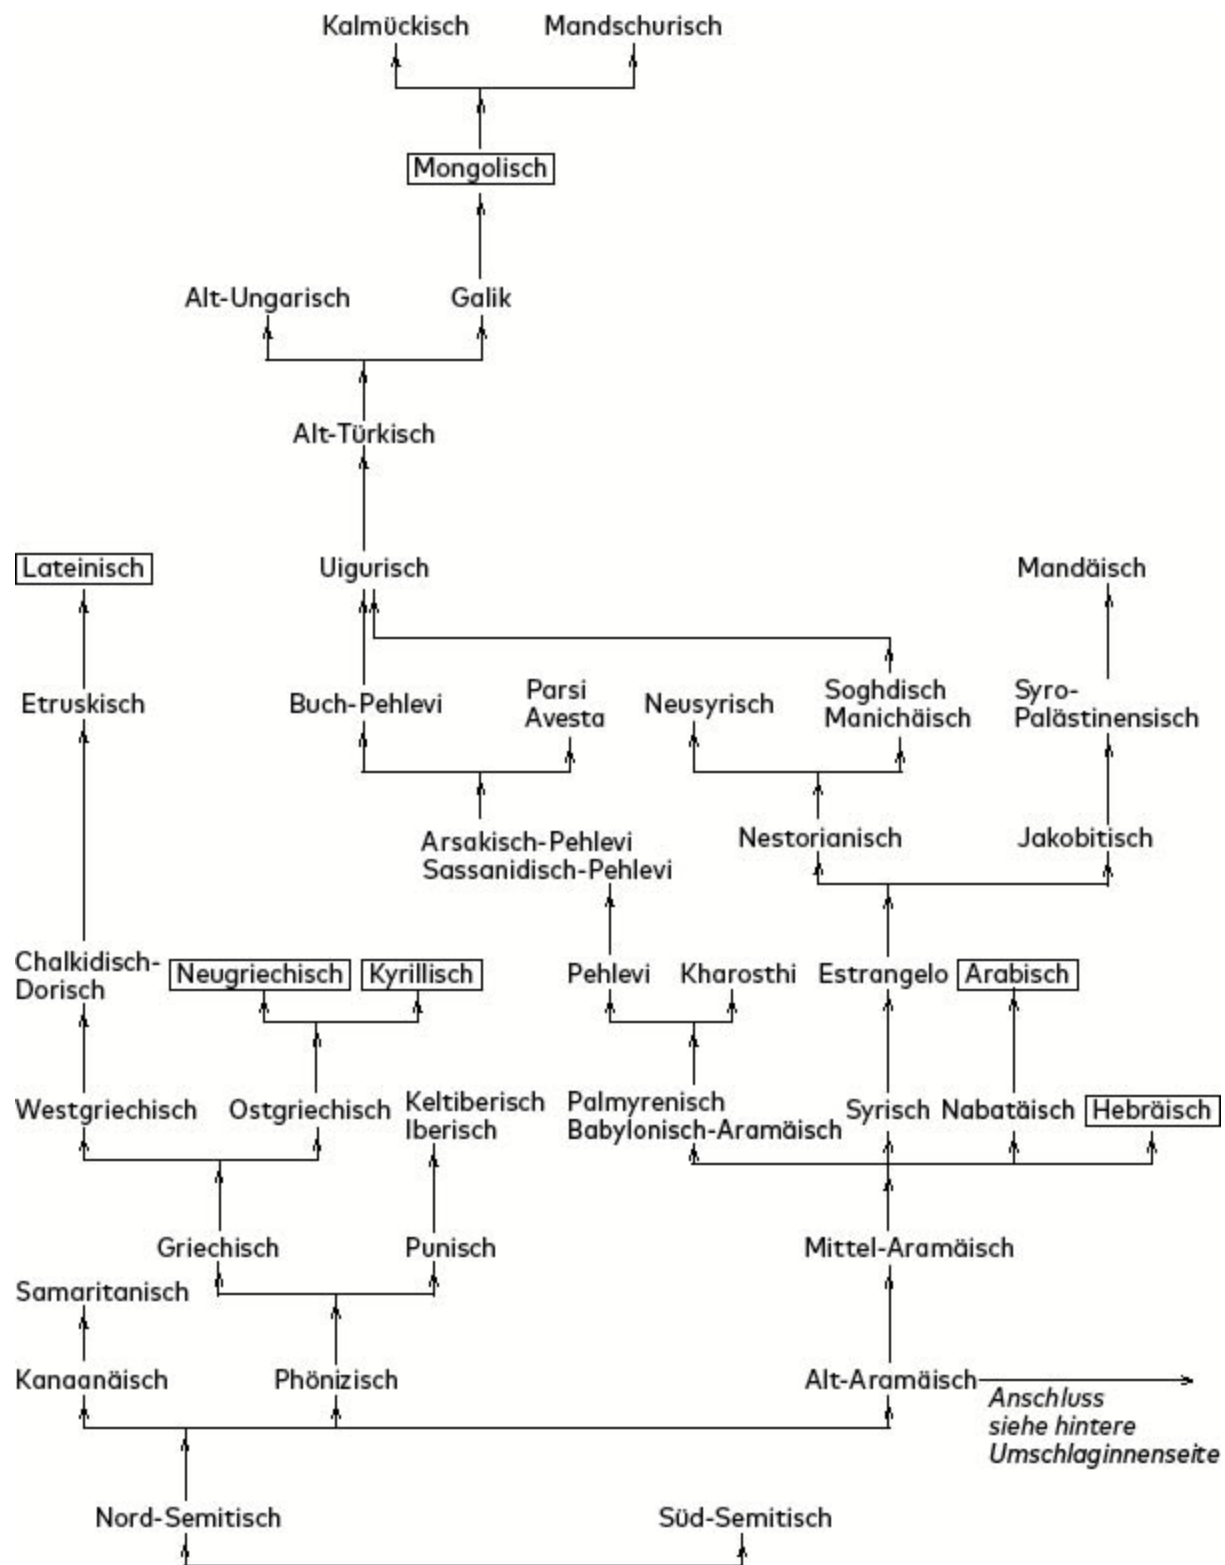 Kalmückisch Mandschurisch
Mongolisch
Alt-Ungarisch Galik
Alt-Türkisch
Lateinisch Uigurisch Mandäisch
Etruskisch Buch-Pehlevi Parsi Avesta Neusyrisch Soghdisch Manichäisch Syro-Palästinensisch
Arsakisch-Pehlevi
Sassanidisch-Pehlevi
Nestorianisch Jakobitisch
Chalkidisch-
Dorisch
Neugriechisch Kyrillisch Pehlevi Kharosthi Estrangelo Arabisch
Westgriechisch Ostgriechisch
Keltiberisch
Iberisch
Palmyrenisch
Babylonisch-Aramäisch
Syrisch Nabatäisch Hebräisch
Griechisch Punisch Mittel-Aramäisch
Samaritanisch
Kanaanäisch Phönizisch Alt-Aramäisch
Anschluss
siehe hintere
Umschlaginnenseite
Nord-Semitisch Süd-Semitisch